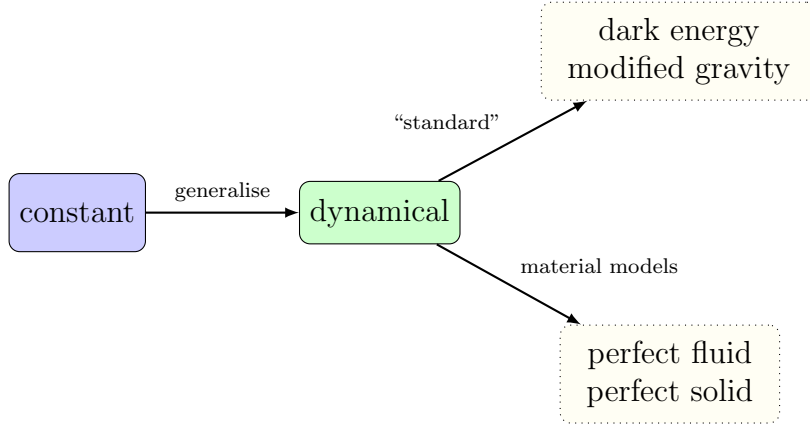 constant
generalise
dynamical
“standard”
dark energy
modified gravity
material models
perfect fluid
perfect solid